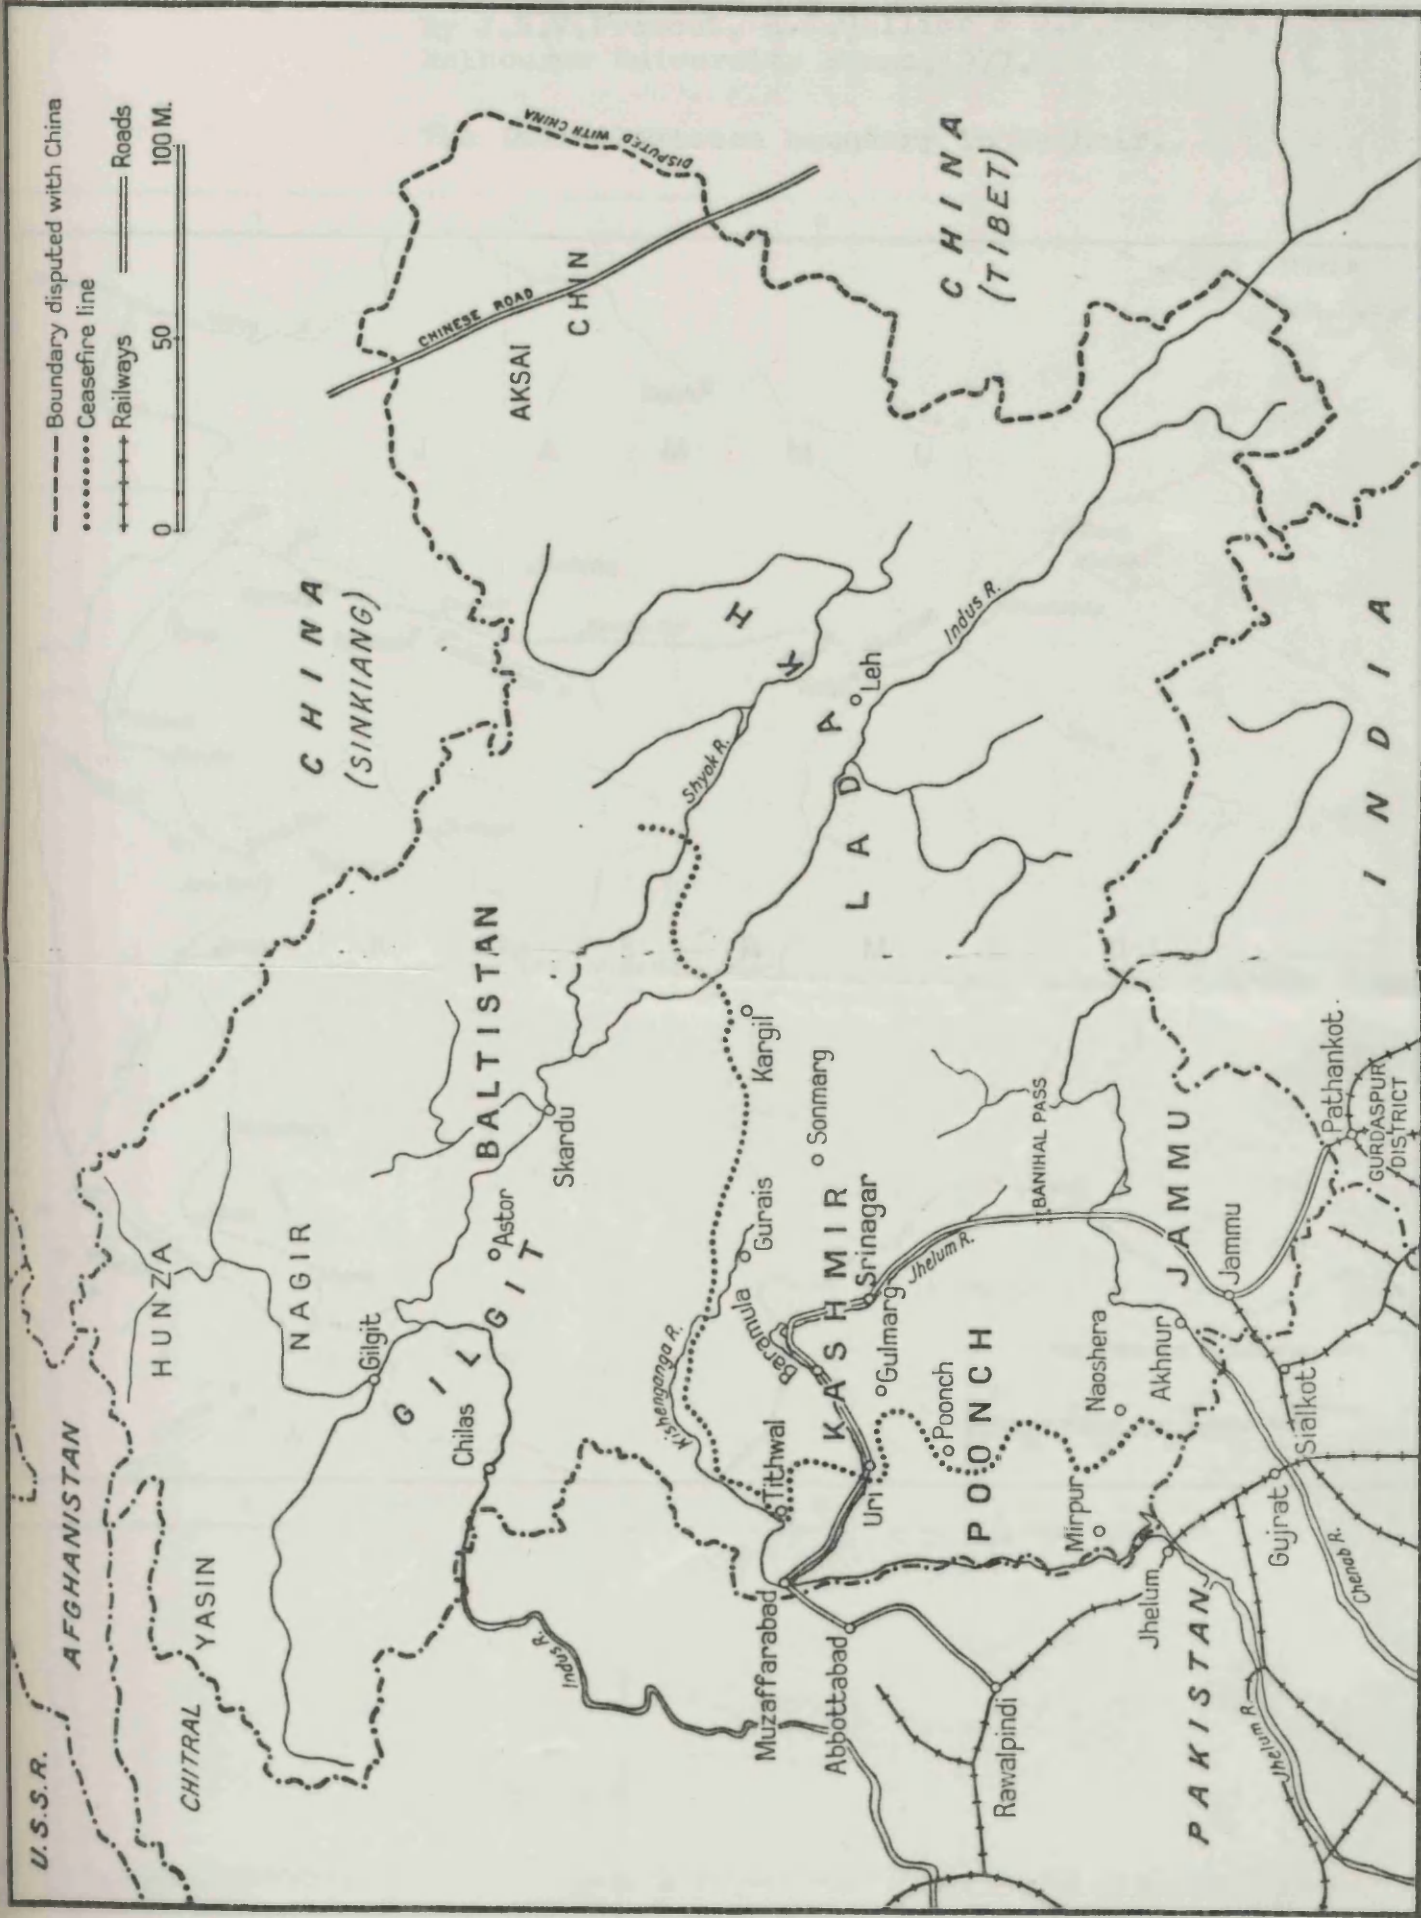 --- Boundary disputed with China
....... Ceasefire line
Railways
Roads
0 50 100 M.
U.S.S.R.
AFGHANISTAN
CHITRAL
YASIN
HUNZA
NAGIR
Gilgit
GILGIT
Chilas
Astor
BALTISTAN
Skardu
CHINA
(SINKIANG)
CHINESE ROAD
AKSAI
CHIN
DISPUTED WITH CHINA
CHINA
(TIBET)
Shyok R.
LADAKH
Leh
Indus R.
Indus R.
Kargil
Sonmarg
Gurais
Kishenganga R.
Tithwal
Baramula
KASHMIR
Srinagar
Gulmarg
Jhelum R.
Uri
Muzaffarabad
Abbottabad
Rawalpindi
Poonch
POONCH
BANIHAL PASS
Naoshera
Akhnur
JAMMU
Jammu
Mirpur
Jhelum
PAKISTAN
Jhelum R.
Gujrat
Chenab R.
Sialkot
Pathankot.
GURDASPUR
DISTRICT
INDIA